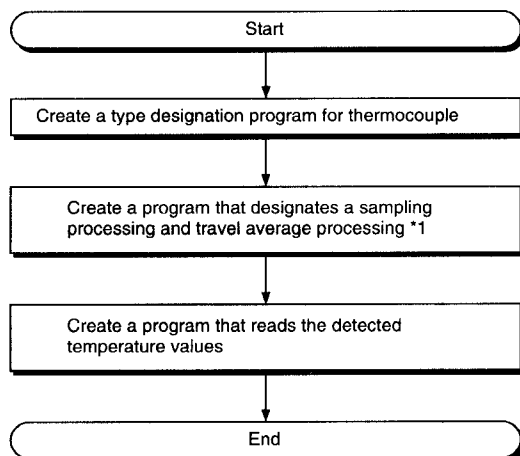 Start
Create a type designation program for thermocouple
Create a program that designates a sampling
processing and travel average processing *1
Create a program that reads the detected
temperature values
End